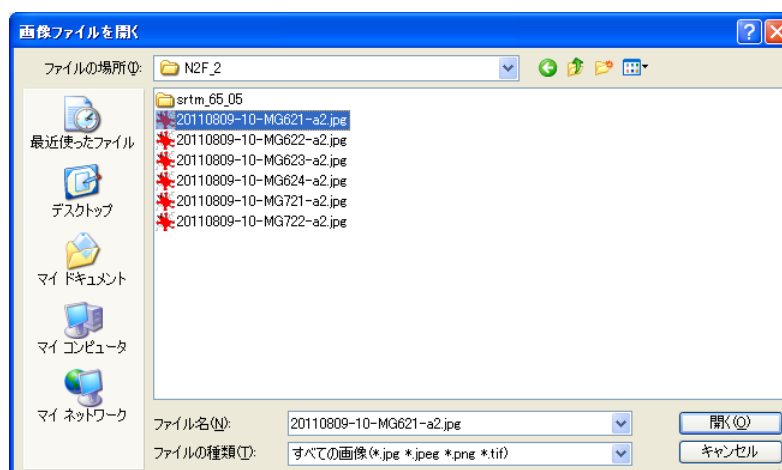 画像ファイルを開く
ファイルの場所(I):
N2F_2
srtm_65_05
20110809-10-MG621-a2.jpg
20110809-10-MG622-a2.jpg
20110809-10-MG623-a2.jpg
20110809-10-MG624-a2.jpg
20110809-10-MG721-a2.jpg
20110809-10-MG722-a2.jpg
最近使ったファイル
デスクトップ
マイ ドキュメント
マイ コンピュータ
マイ ネットワーク
ファイル名(N):
20110809-10-MG621-a2.jpg
開く(O)
ファイルの種類(T):
すべての画像(*.jpg *.jpeg *.png *.tif)
キャンセル